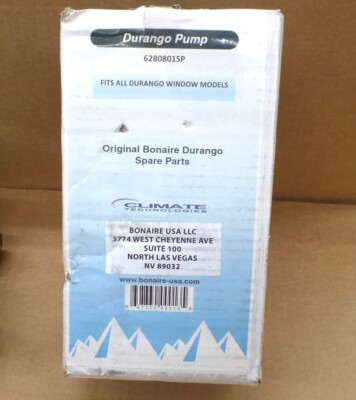 Durango Pump
6280801SP
FITS ALL DURANGO WINDOW MODELS
Original Bonaire Durango
Spare Parts
CLIMATE
TECHNOLOGIES
BONAIRE USA LLC
3774 WEST CHEYENNE AVE
SUITE 100
NORTH LAS VEGAS
NV 89032
www.bonaire-usa.com